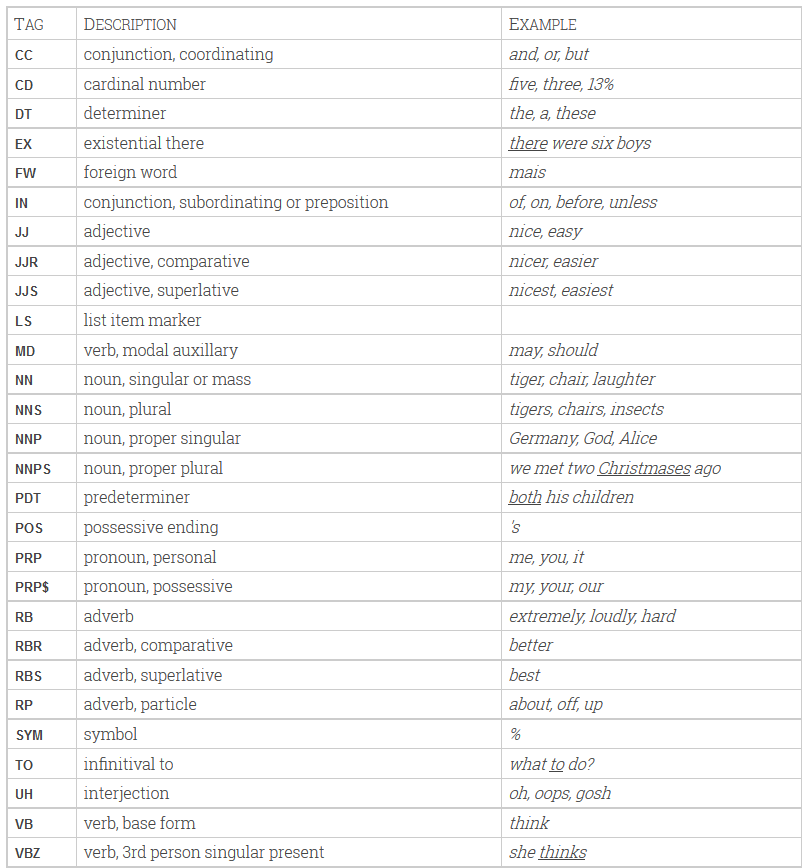 TAG DESCRIPTION EXAMPLE
CC conjunction, coordinating and, or, but
CD cardinal number five, three, 13%
DT determiner the, a, these
EX existential there there were six boys
FW foreign word mais
IN conjunction, subordinating or preposition of, on, before, unless
JJ adjective nice, easy
JJR adjective, comparative nicer, easier
JJS adjective, superlative nicest, easiest
LS list item marker
MD verb, modal auxillary may, should
NN noun, singular or mass tiger, chair, laughter
NNS noun, plural tigers, chairs, insects
NNP noun, proper singular Germany, God, Alice
NNPS noun, proper plural we met two Christmases ago
PDT predeterminer both his children
POS possessive ending 's
PRP pronoun, personal me, you, it
PRP$ pronoun, possessive my, your, our
RB adverb extremely, loudly, hard
RBR adverb, comparative better
RBS adverb, superlative best
RP adverb, particle about, off, up
SYM symbol %
TO infinitival to what to do?
UH interjection oh, oops, gosh
VB verb, base form think
VBZ verb, 3rd person singular present she thinks